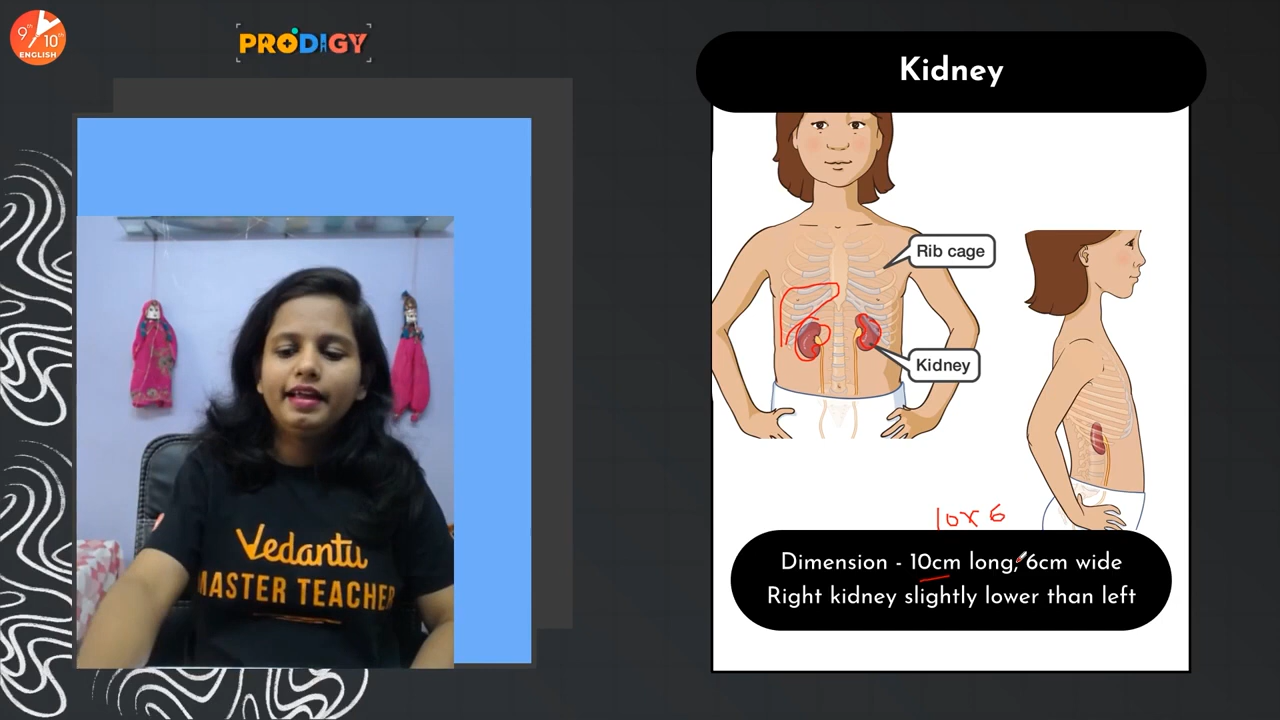 9th 10th
ENGLISH
PRODIGY
Kidney
Rib cage
Kidney
10x6
Dimension - 10cm long, 6cm wide
Right kidney slightly lower than left
Vedantu
MASTER TEACHER